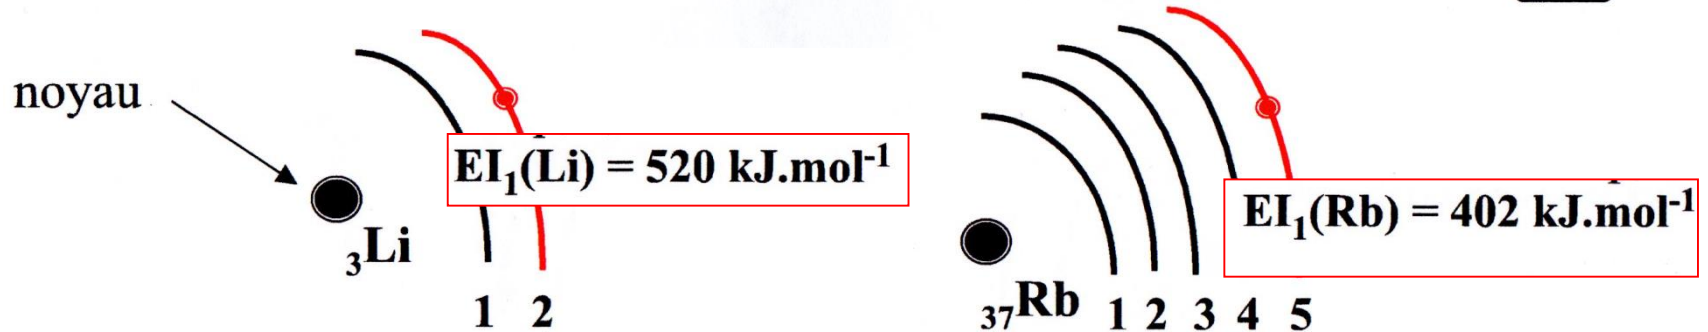 noyau
EI₁(Li) = 520 kJ.mol⁻¹
₃Li
1 2
EI₁(Rb) = 402 kJ.mol⁻¹
₃₇Rb
1 2 3 4 5